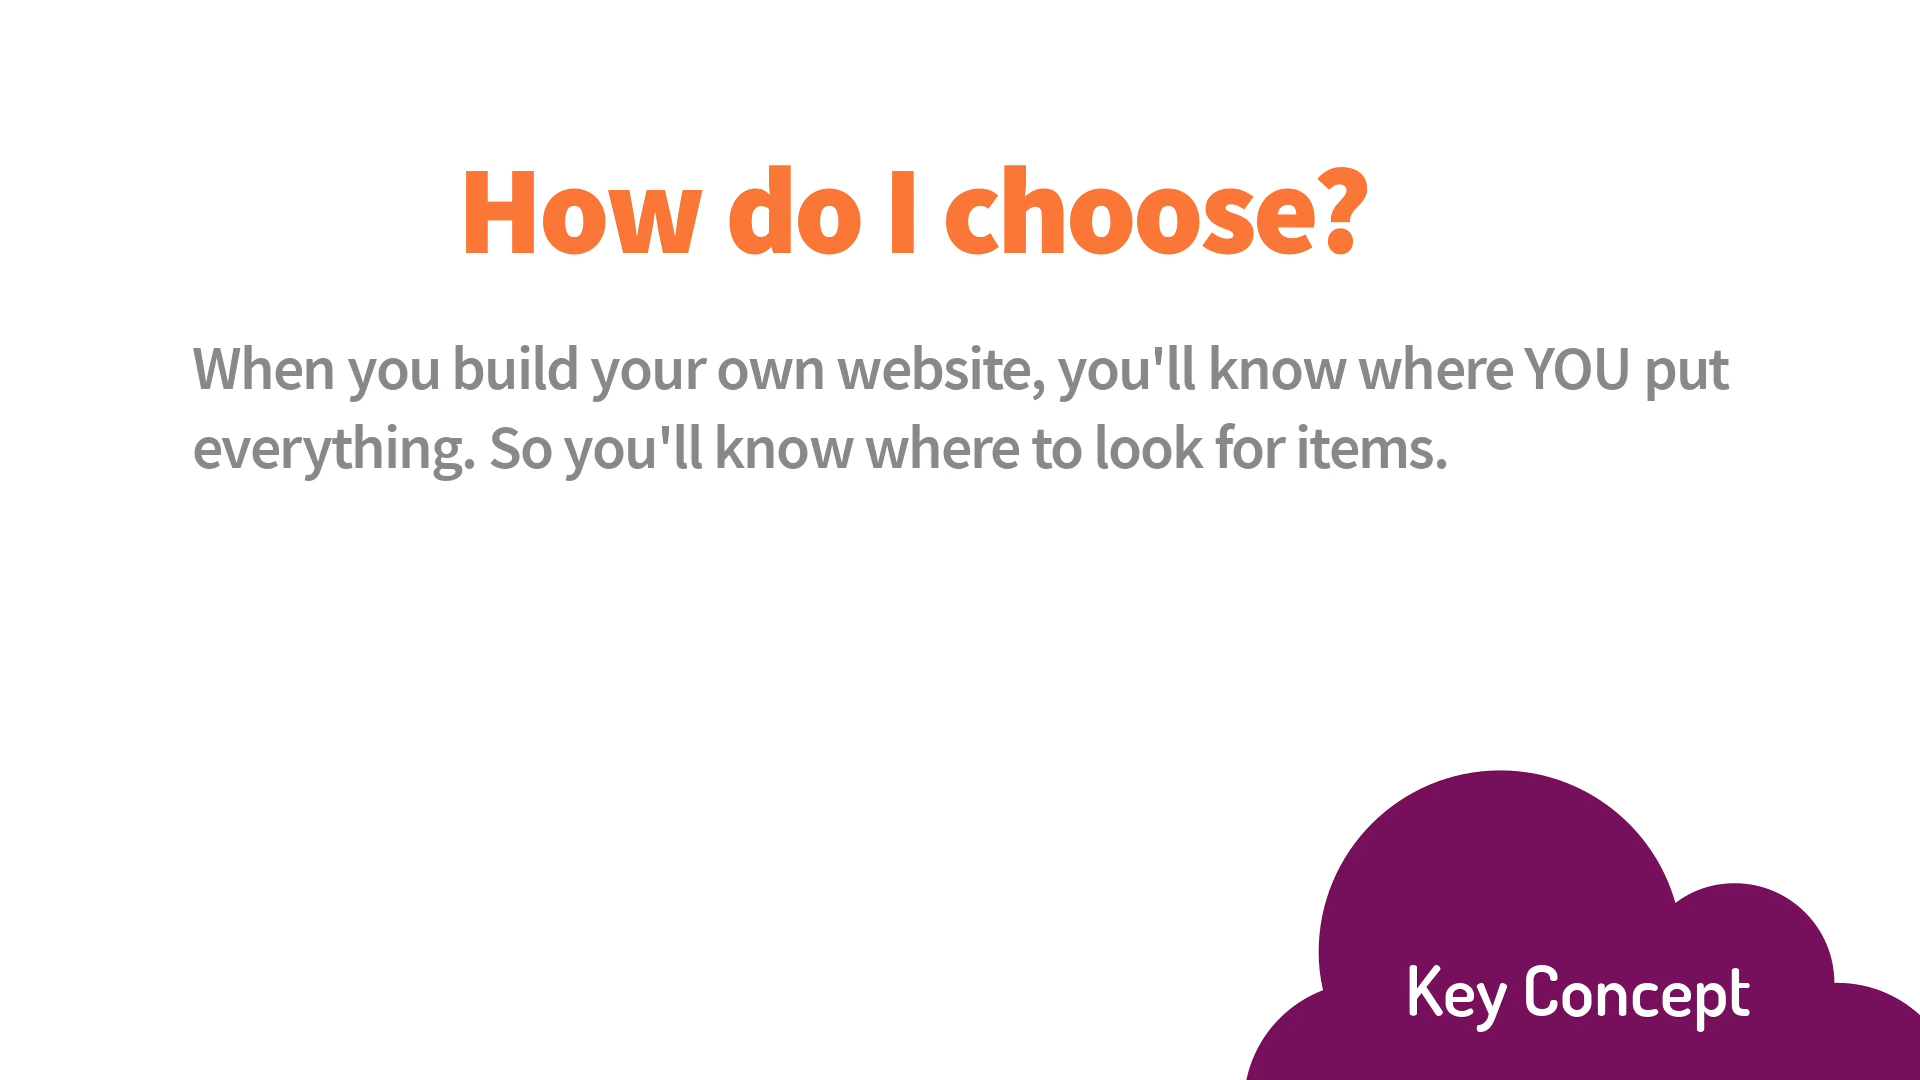 How do I choose?
When you build your own website, you'll know where YOU put
everything. So you'll know where to look for items.
Key Concept